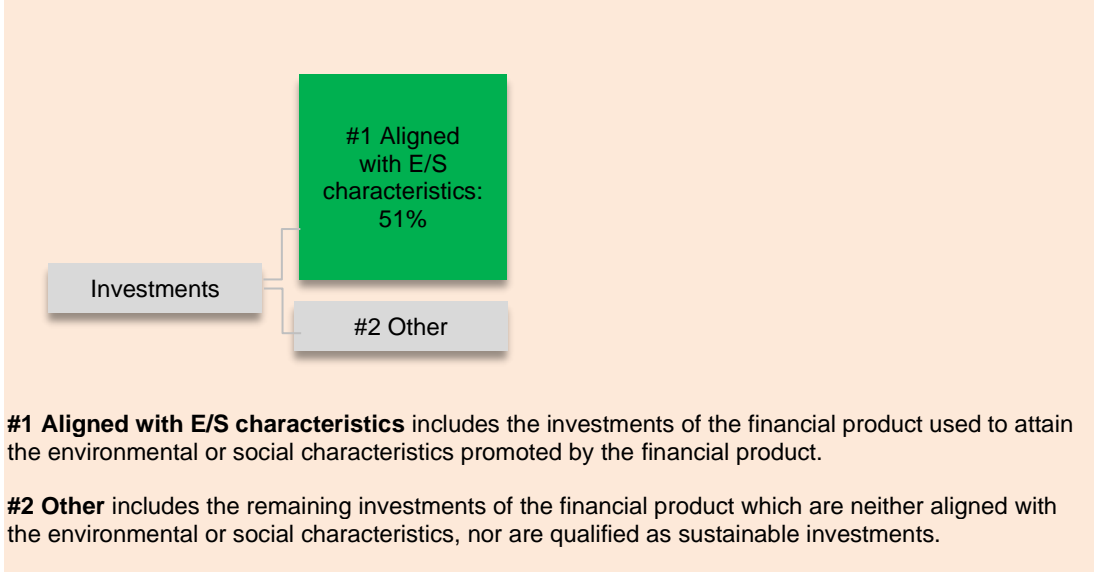 #1 Aligned
with E/S
characteristics:
51%
Investments
#2 Other
#1 Aligned with E/S characteristics includes the investments of the financial product used to attain
the environmental or social characteristics promoted by the financial product.
#2 Other includes the remaining investments of the financial product which are neither aligned with
the environmental or social characteristics, nor are qualified as sustainable investments.